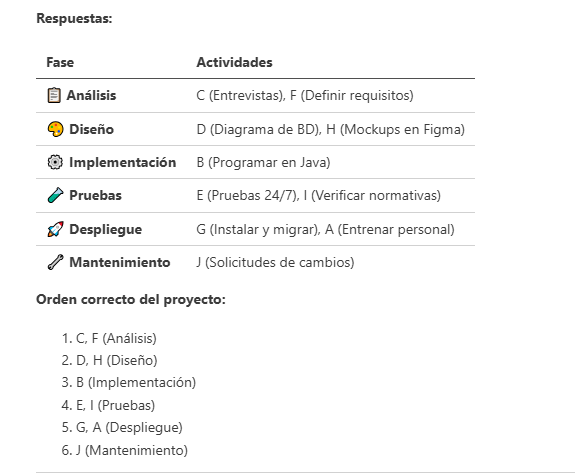 Respuestas:
Fase Actividades
📋 Análisis C (Entrevistas), F (Definir requisitos)
🎨 Diseño D (Diagrama de BD), H (Mockups en Figma)
⚙️ Implementación B (Programar en Java)
🧪 Pruebas E (Pruebas 24/7), I (Verificar normativas)
🚀 Despliegue G (Instalar y migrar), A (Entrenar personal)
🔧 Mantenimiento J (Solicitudes de cambios)
Orden correcto del proyecto:
1. C, F (Análisis)
2. D, H (Diseño)
3. B (Implementación)
4. E, I (Pruebas)
5. G, A (Despliegue)
6. J (Mantenimiento)